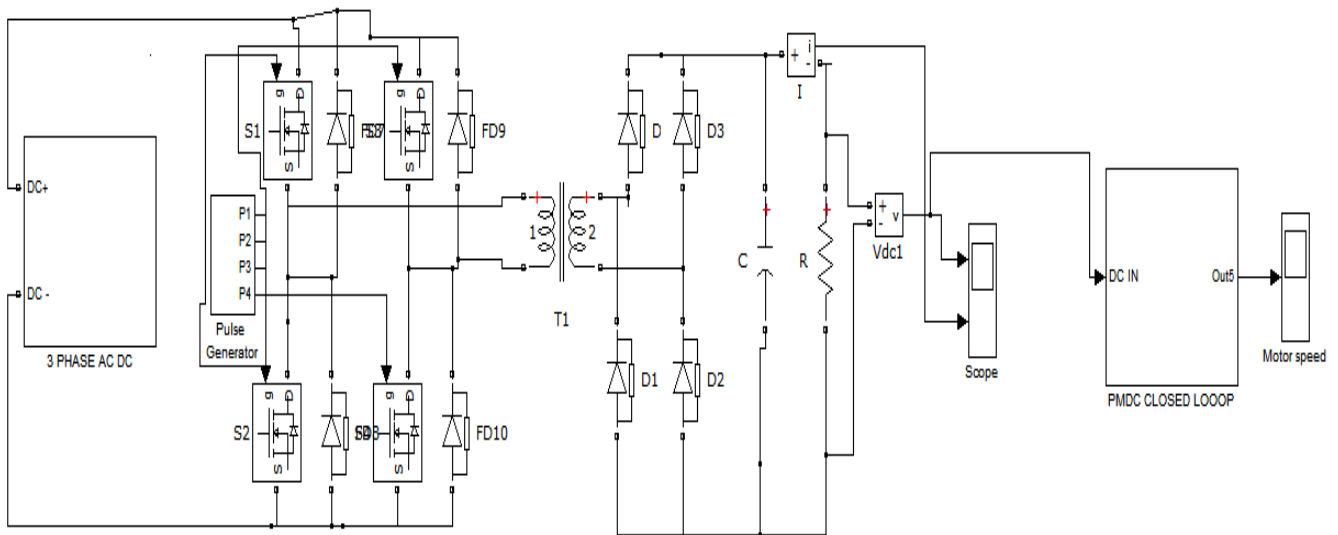 DC+
DC -
3 PHASE AC DC
P1
P2
P3
P4
Pulse
Generator
g
S
S1
g
S
FD9
g
S
S2
g
S
FD10
1
2
T1
D
D3
D1
D2
C
R
+
-
i
I
+
-
v
Vdc1
Scope
DC IN
Out5
PMDC CLOSED LOOOP
Motor speed